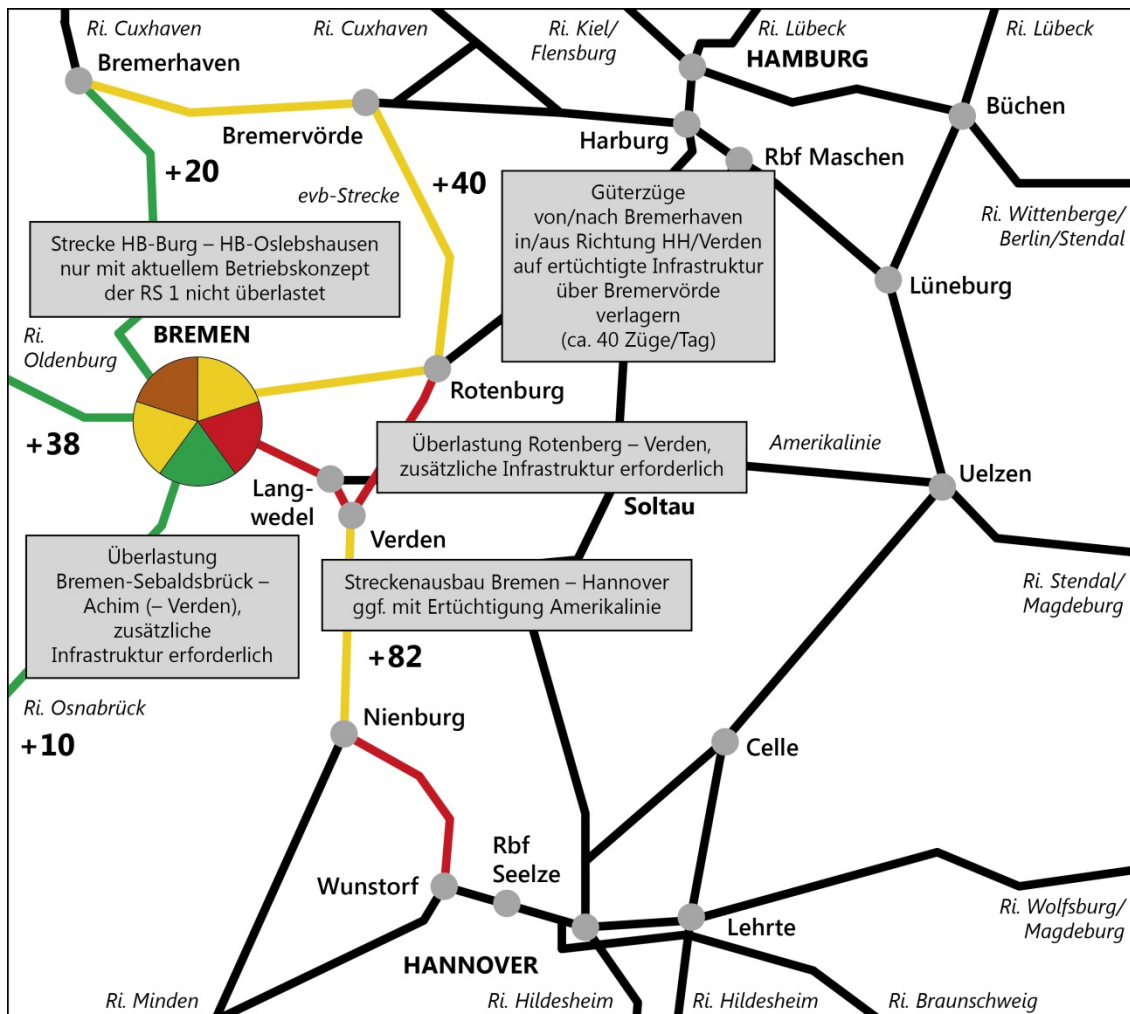 Ri. Cuxhaven
Ri. Cuxhaven
Ri. Kiel/
Flensburg
Ri. Lübeck
Ri. Lübeck
HAMBURG
Bremerhaven
Büchen
Bremervörde
Harburg
Rbf Maschen
+20
evb-Strecke
+40
Güterzüge
von/nach Bremerhaven
in/aus Richtung HH/Verden
auf ertüchtigte Infrastruktur
über Bremervörde
verlagern
(ca. 40 Züge/Tag)
Ri. Wittenberge/
Berlin/Stendal
Strecke HB-Burg – HB-Oslebshausen
nur mit aktuellem Betriebskonzept
der RS 1 nicht überlastet
Lüneburg
Ri.
Oldenburg
BREMEN
Rotenburg
+38
Überlastung Rotenberg – Verden,
zusätzliche Infrastruktur erforderlich
Amerikalinie
Uelzen
Lang-
wedel
Soltau
Verden
Überlastung
Bremen-Sebaldsbrück –
Achim (– Verden),
zusätzliche
Infrastruktur erforderlich
Streckenausbau Bremen – Hannover
ggf. mit Ertüchtigung Amerikalinie
Ri. Stendal/
Magdeburg
+82
Ri. Osnabrück
+10
Nienburg
Celle
Rbf
Seelze
Wunstorf
Lehrte
Ri. Wolfsburg/
Magdeburg
HANNOVER
Ri. Minden
Ri. Hildesheim
Ri. Hildesheim
Ri. Braunschweig